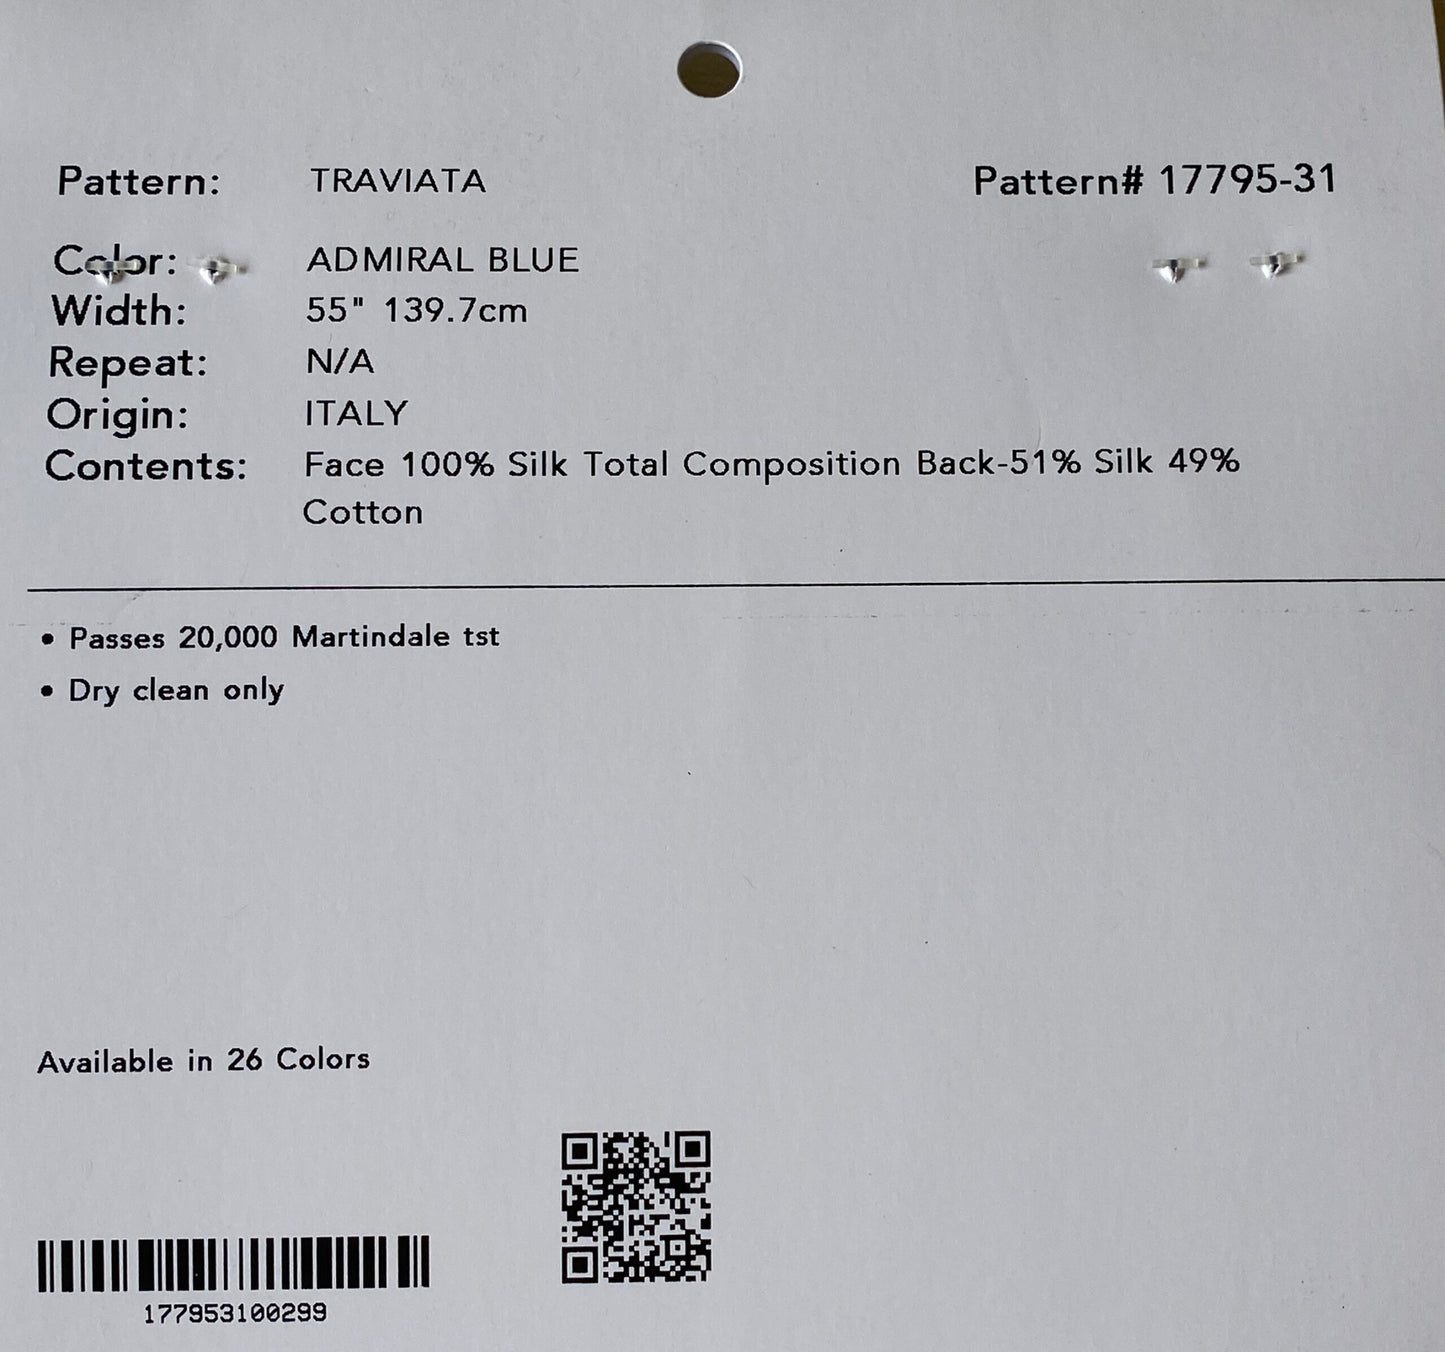 Pattern: TRAVIATA Pattern# 17795-31
Color: ADMIRAL BLUE
Width: 55" 139.7cm
Repeat: N/A
Origin: ITALY
Contents: Face 100% Silk Total Composition Back-51% Silk 49%
Cotton
• Passes 20,000 Martindale tst
• Dry clean only
Available in 26 Colors
177953100299